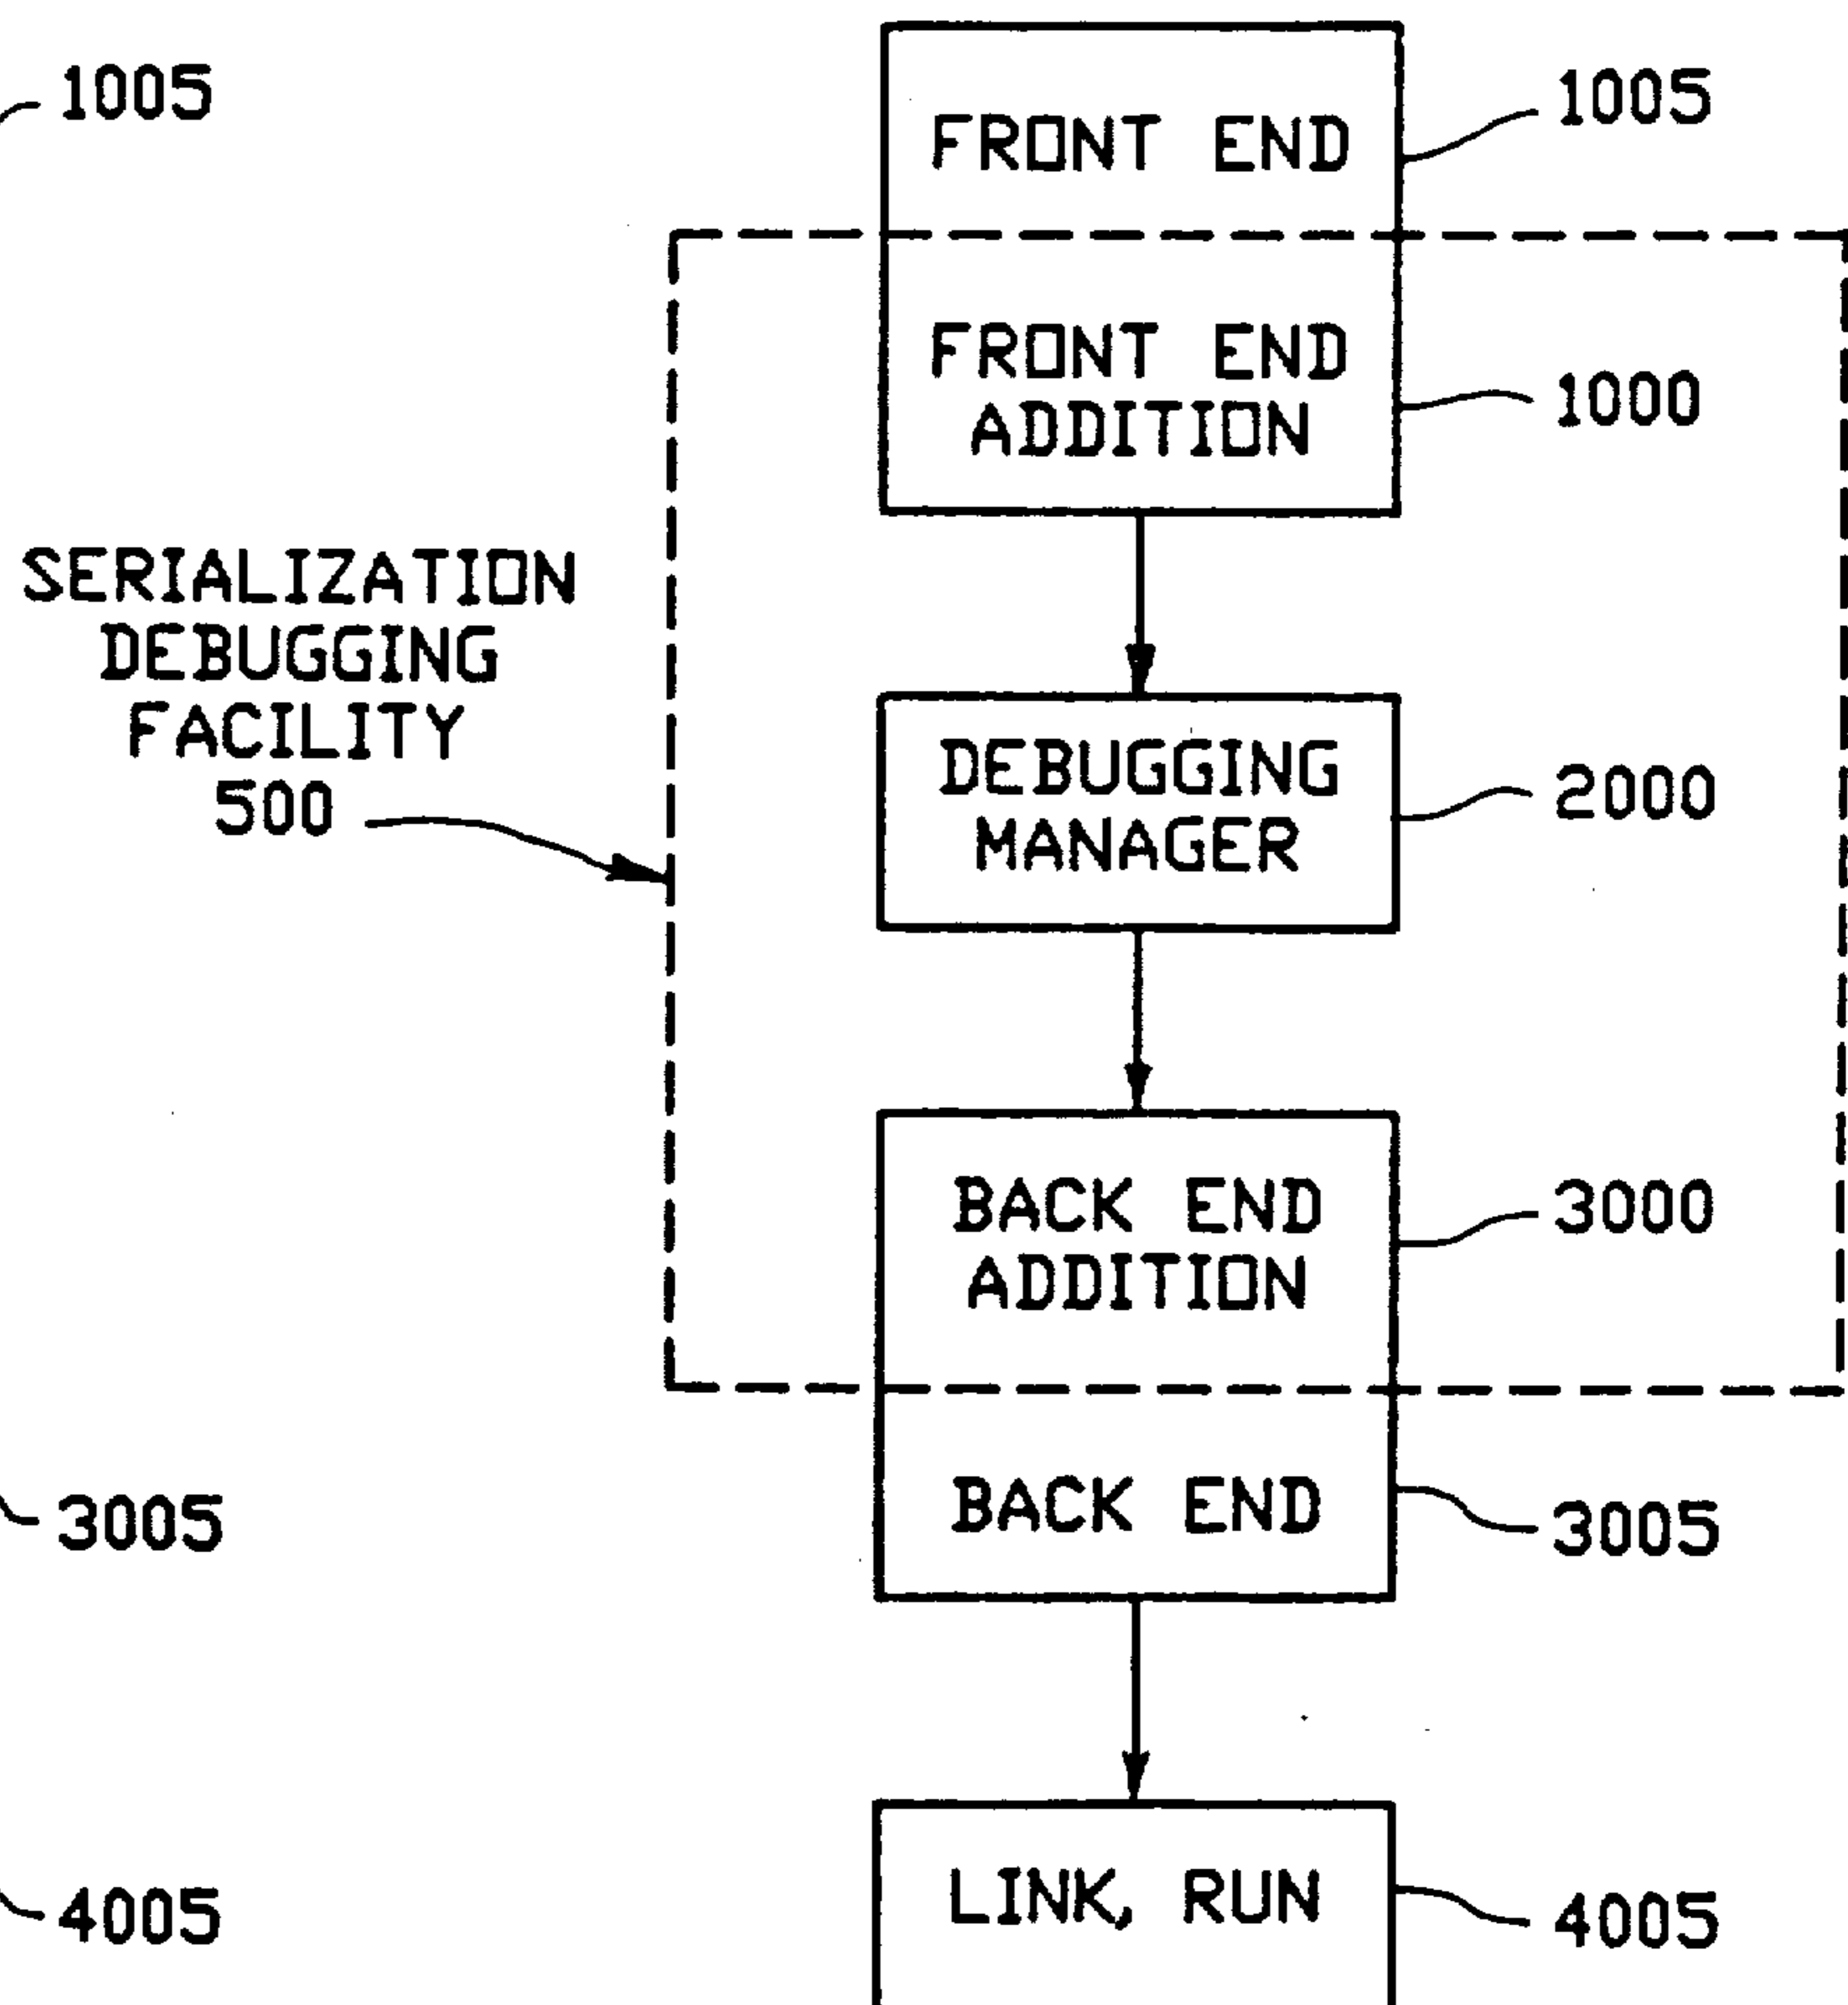 1005
FRONT END
1005
FRONT END
ADDITION
1000
SERIALIZATION
DEBUGGING
FACILITY
500
DEBUGGING
MANAGER
2000
BACK END
ADDITION
3000
3005
BACK END
3005
4005
LINK, RUN
4005